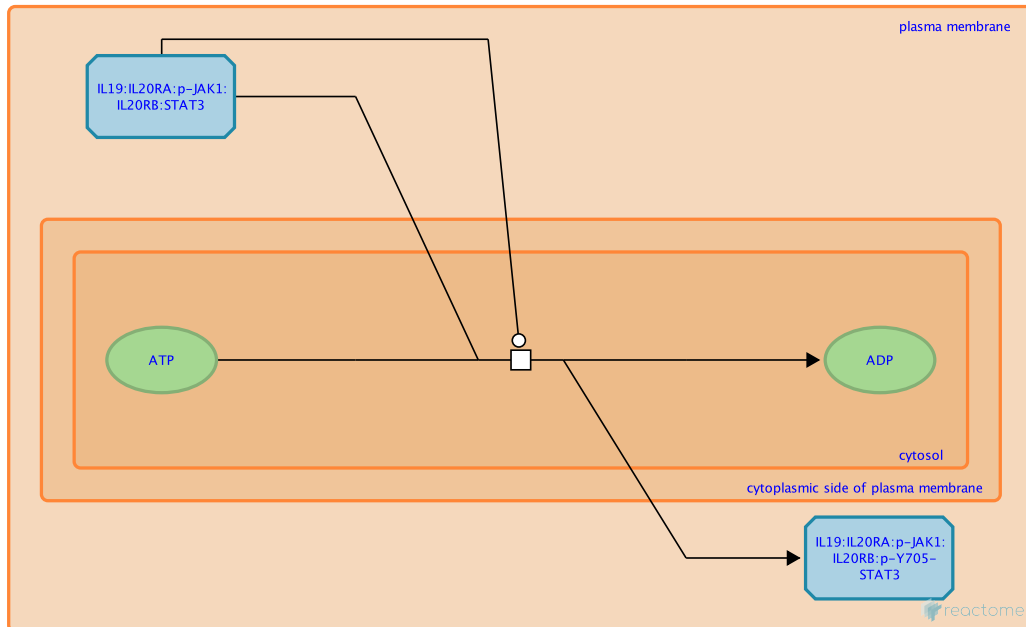 plasma membrane
IL19:IL20RA:p-JAK1:
IL20RB:STAT3
ATP
ADP
cytosol
cytoplasmic side of plasma membrane
IL19:IL20RA:p-JAK1:
IL20RB:p-Y705-
STAT3
reactome